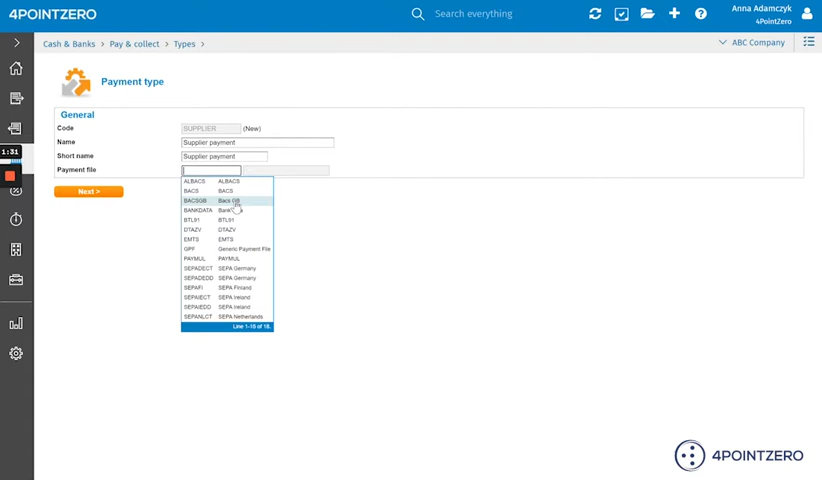 4POINTZERO
Search everything
Anna Adamczyk
4PointZero
Cash & Banks > Pay & collect > Types >
ABC Company
Payment type
General
Code SUPPLIER (New)
Name Supplier payment
Short name Supplier payment
1:31
Payment file
ALBACS ALBACS
BACS BACS
Next >
BACSGB Bacs GB
BANKDATA
BTL91 BTL91
DTAZV DTAZV
EMTS EMTS
GPF Generic Payment File
PAYMUL PAYMUL
SEPADECT SEPA Germany
SEPADEDD SEPA Germany
SEPAFI SEPA Finland
SEPAIECT SEPA Ireland
SEPAIEDD SEPA Ireland
SEPANLCT SEPA Netherlands
Line 1-15 of 18.
4POINTZERO